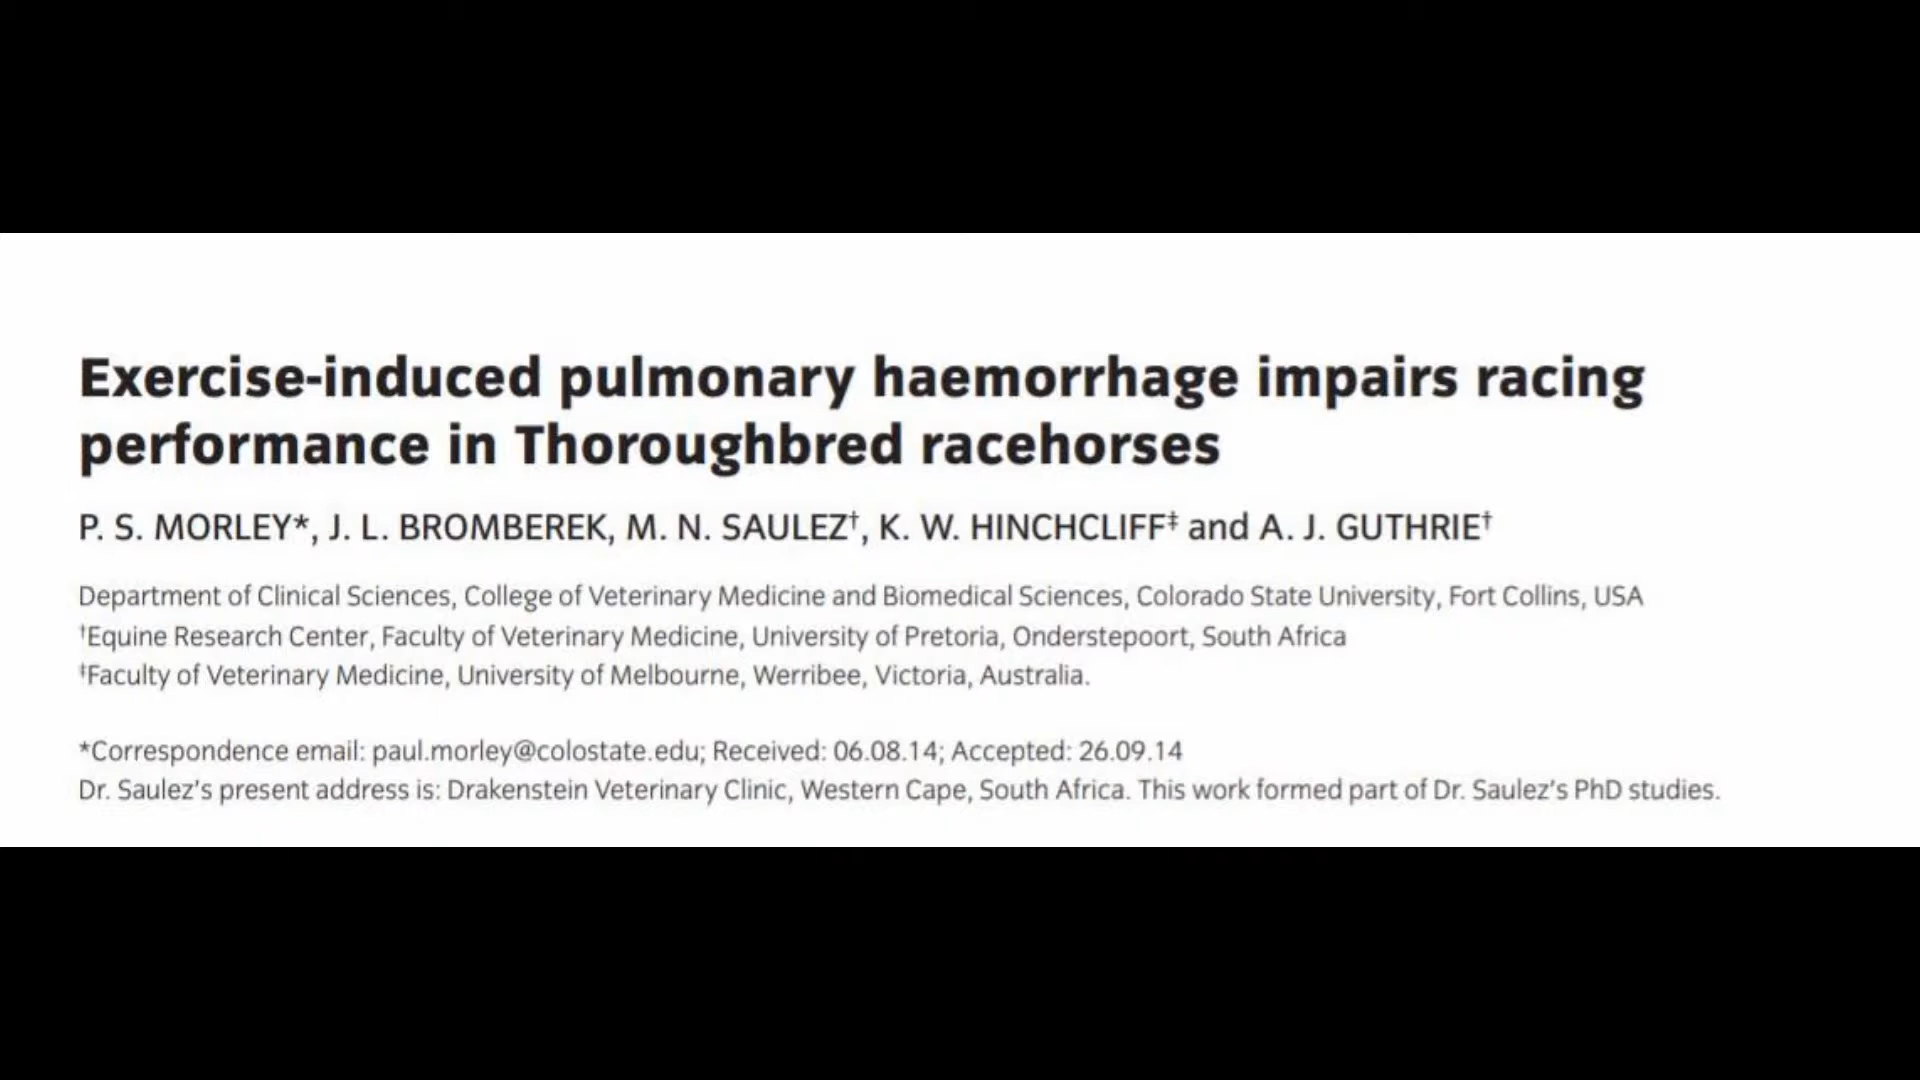 Exercise-induced pulmonary haemorrhage impairs racing
performance in Thoroughbred racehorses
P. S. MORLEY*, J. L. BROMBEREK, M. N. SAULEZ†, K. W. HINCHCLIFF‡ and A. J. GUTHRIE†
Department of Clinical Sciences, College of Veterinary Medicine and Biomedical Sciences, Colorado State University, Fort Collins, USA
†Equine Research Center, Faculty of Veterinary Medicine, University of Pretoria, Onderstepoort, South Africa
‡Faculty of Veterinary Medicine, University of Melbourne, Werribee, Victoria, Australia.
*Correspondence email: paul.morley@colostate.edu; Received: 06.08.14; Accepted: 26.09.14
Dr. Saulez’s present address is: Drakenstein Veterinary Clinic, Western Cape, South Africa. This work formed part of Dr. Saulez’s PhD studies.